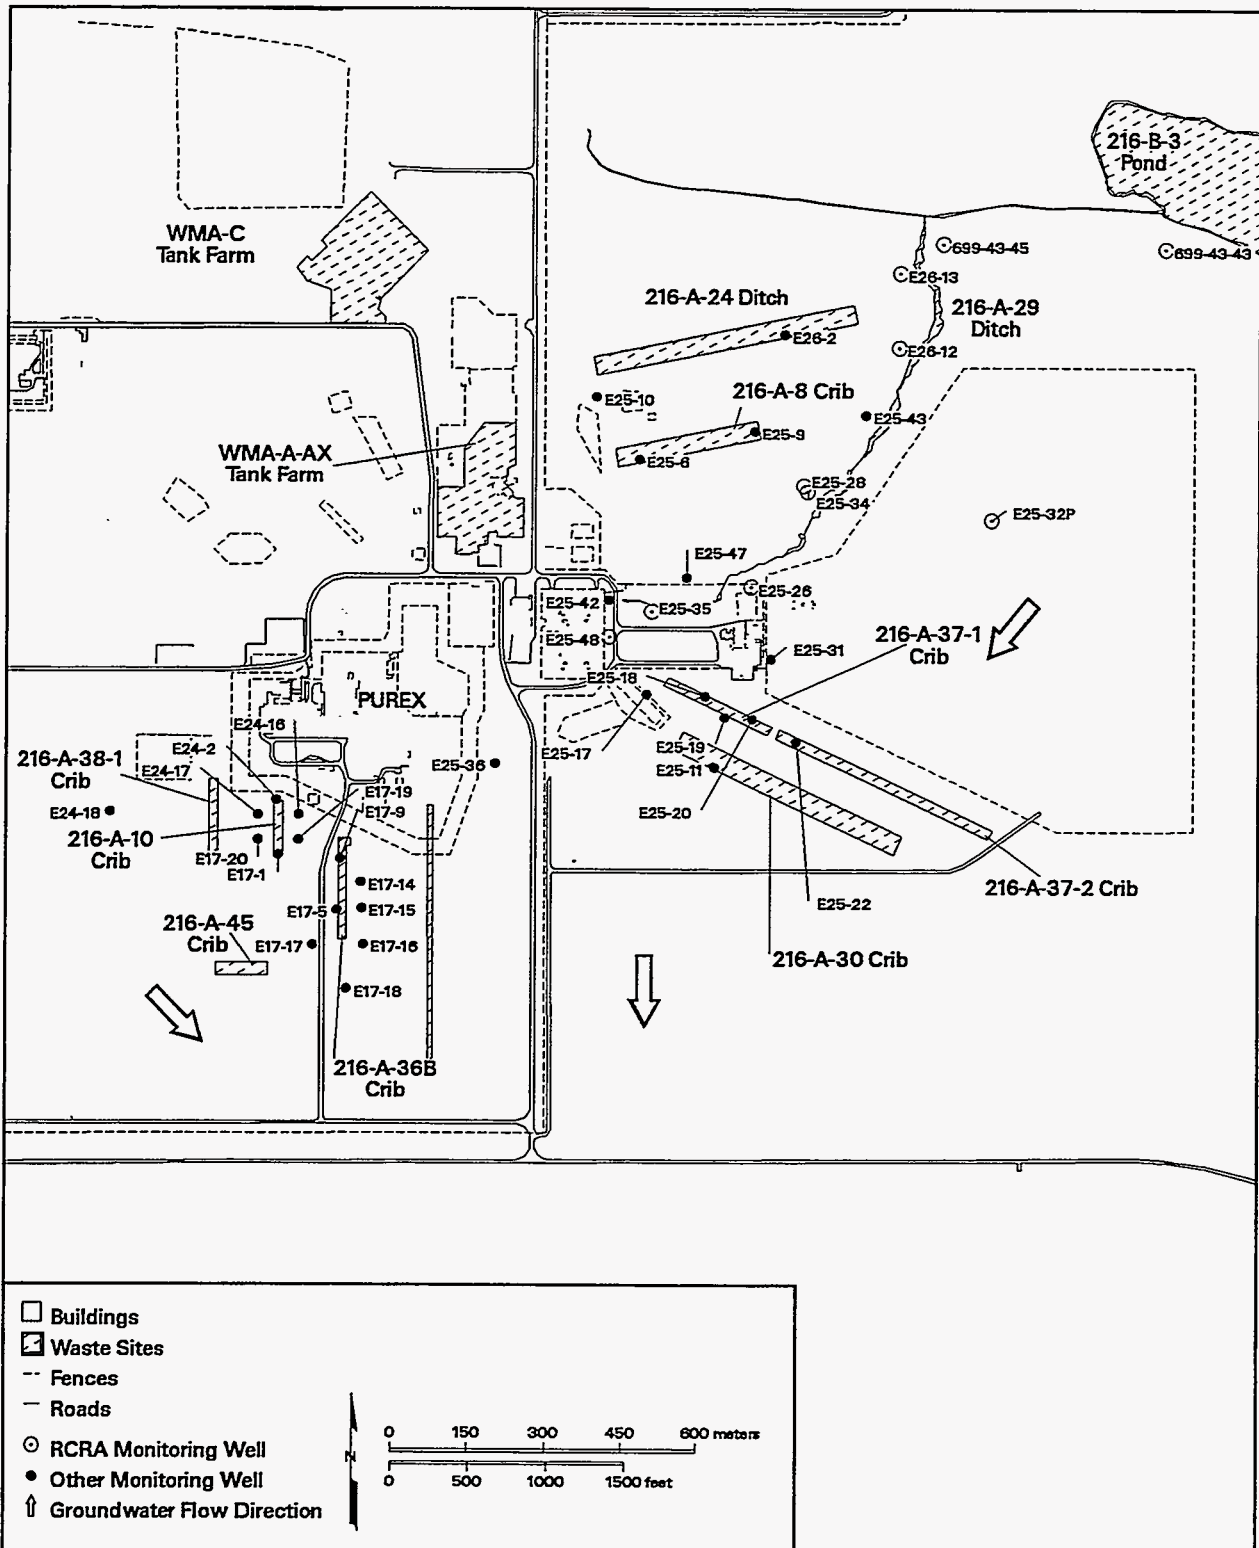 216-B-3
Pond
WMA-C
Tank Farm
699-43-45
699-43-43
E26-13
216-A-24 Ditch
216-A-29
Ditch
E26-2
E26-12
216-A-8 Crib
E25-10
E25-43
E25-9
WMA-A-AX
Tank Farm
E25-6
E25-28
E25-34
E25-32P
E25-47
E25-42
E25-35
E25-26
E25-48
216-A-37-1
Crib
E25-31
E25-18
PUREX
E24-16
E25-17
E25-19
216-A-38-1
Crib
E24-2
E24-17
E25-36
E25-11
E17-19
E17-9
E24-18
E25-20
216-A-10
Crib
E17-20
E17-1
E17-14
216-A-37-2 Crib
E17-5
E17-15
E25-22
216-A-45
Crib
E17-17
E17-16
216-A-30 Crib
E17-18
216-A-36B
Crib
Buildings
Waste Sites
Fences
Roads
RCRA Monitoring Well
Other Monitoring Well
Groundwater Flow Direction
N
0 150 300 450 600 meters
0 500 1000 1500 feet